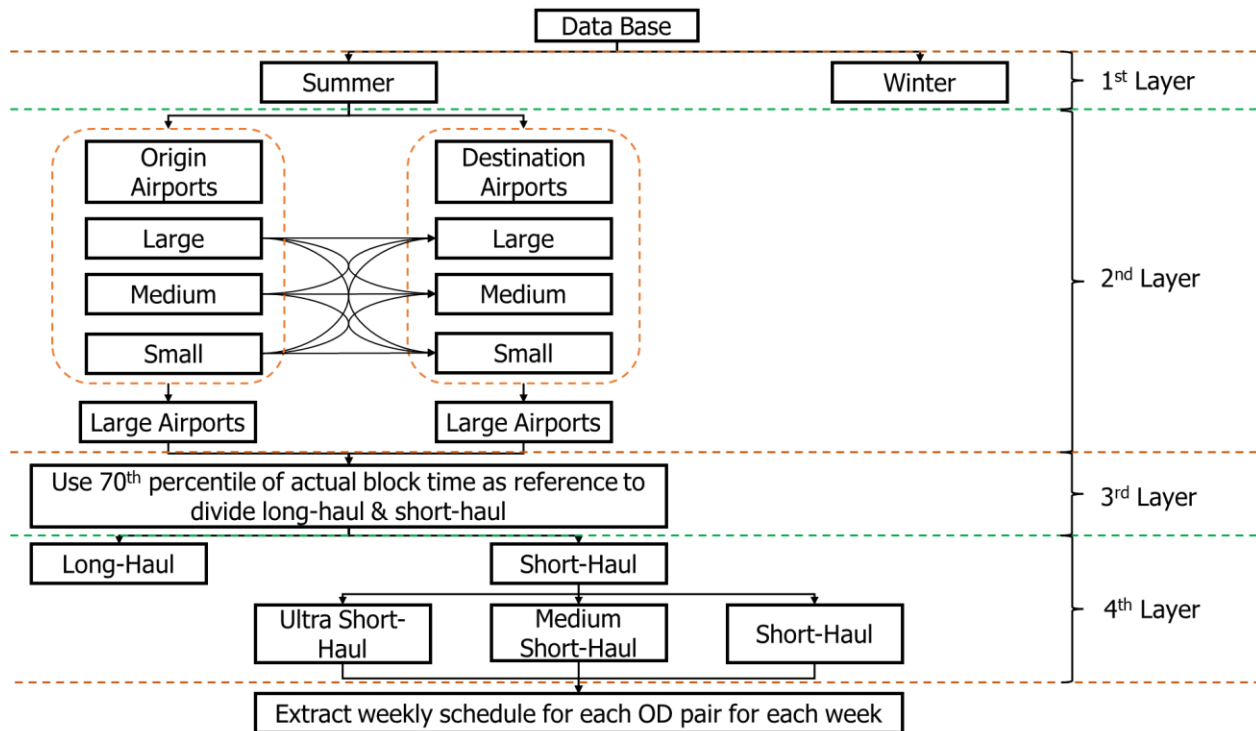 Data Base
Summer
Winter
1st Layer
Origin
Airports
Destination
Airports
Large
Large
Medium
Medium
2nd Layer
Small
Small
Large Airports
Large Airports
Use 70th percentile of actual block time as reference to
divide long-haul & short-haul
3rd Layer
Long-Haul
Short-Haul
Ultra Short-
Haul
Medium
Short-Haul
Short-Haul
4th Layer
Extract weekly schedule for each OD pair for each week